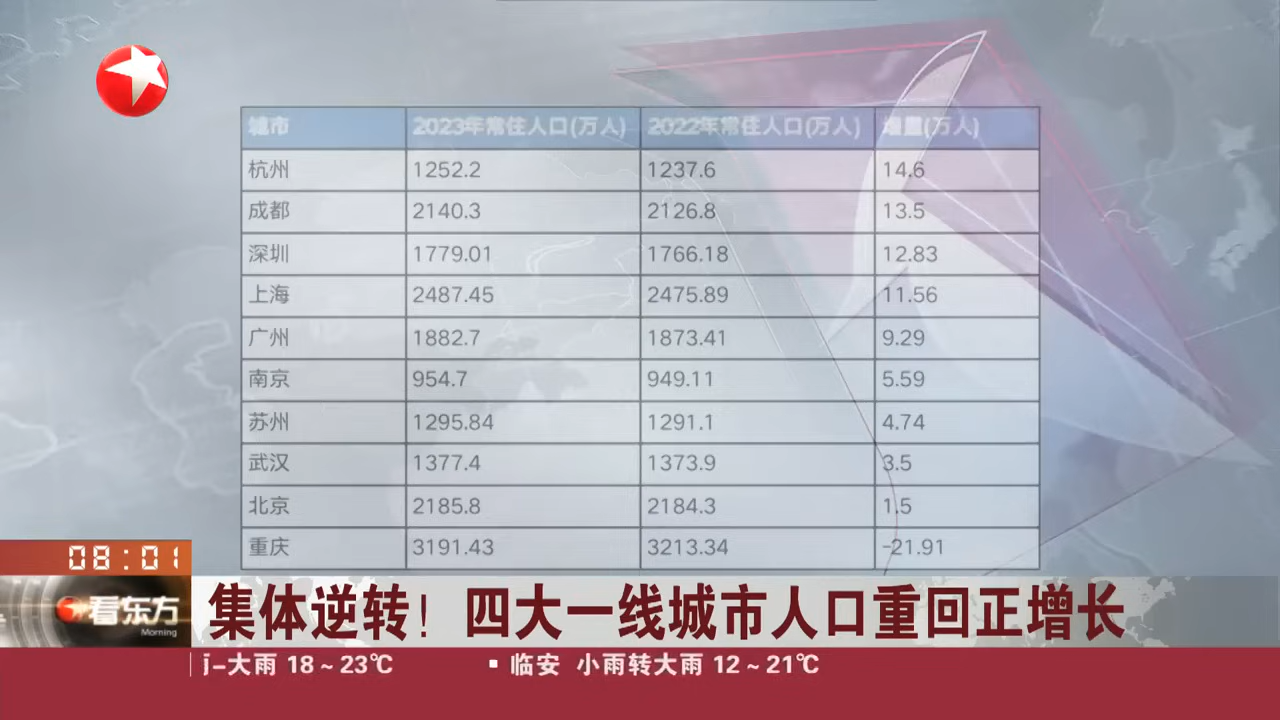 城市 2023年常住人口(万人) 2022年常住人口(万人) 增量(万人)
杭州 1252.2 1237.6 14.6
成都 2140.3 2126.8 13.5
深圳 1779.01 1766.18 12.83
上海 2487.45 2475.89 11.56
广州 1882.7 1873.41 9.29
南京 954.7 949.11 5.59
苏州 1295.84 1291.1 4.74
武汉 1377.4 1373.9 3.5
北京 2185.8 2184.3 1.5
重庆 3191.43 3213.34 -21.91
08:01
看东方
Morning
集体逆转! 四大一线城市人口重回正增长
-大雨 18~23℃ ▪临安 小雨转大雨 12~21℃